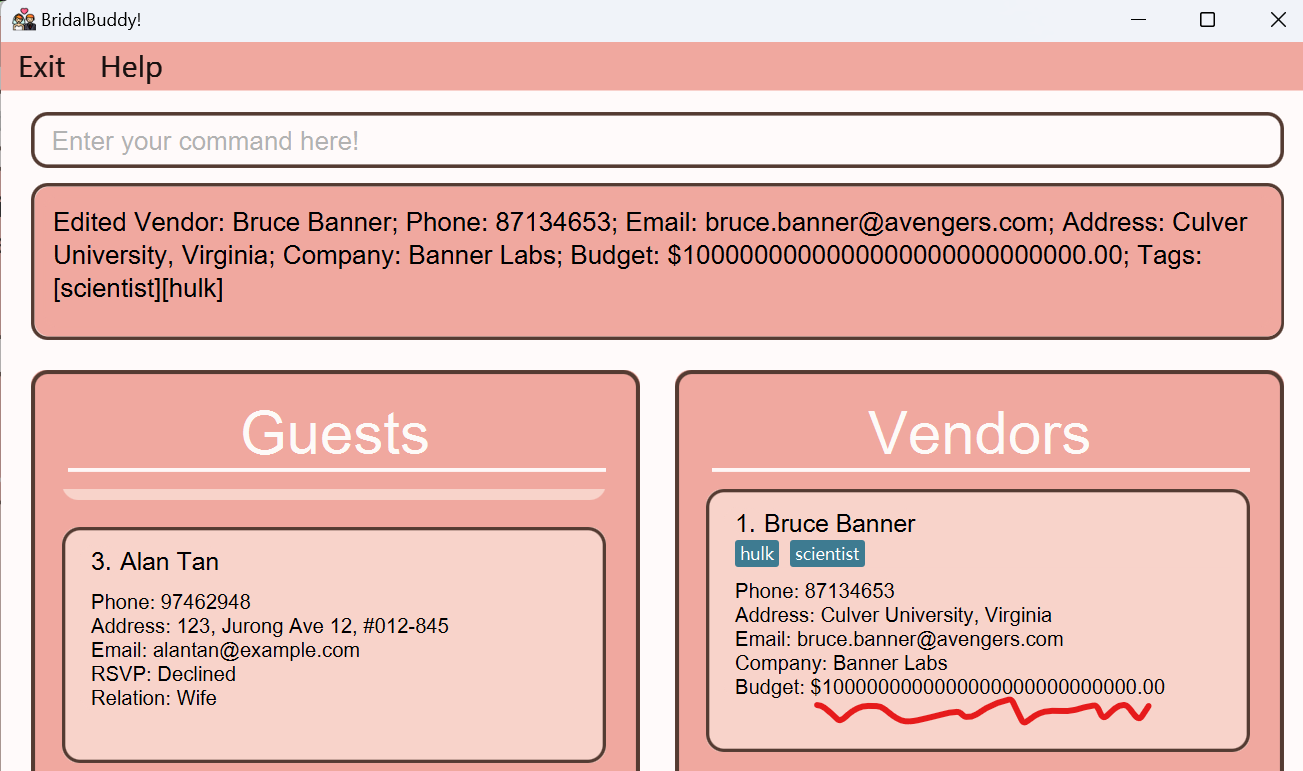 BridalBuddy!
Exit Help
Enter your command here!
Edited Vendor: Bruce Banner; Phone: 87134653; Email: bruce.banner@avengers.com; Address: Culver
University, Virginia; Company: Banner Labs; Budget: $10000000000000000000000000000.00; Tags:
[scientist][hulk]
Guests
3. Alan Tan
Phone: 97462948
Address: 123, Jurong Ave 12, #012-845
Email: alantan@example.com
RSVP: Declined
Relation: Wife
Vendors
1. Bruce Banner
hulk scientist
Phone: 87134653
Address: Culver University, Virginia
Email: bruce.banner@avengers.com
Company: Banner Labs
Budget: $10000000000000000000000000000.00